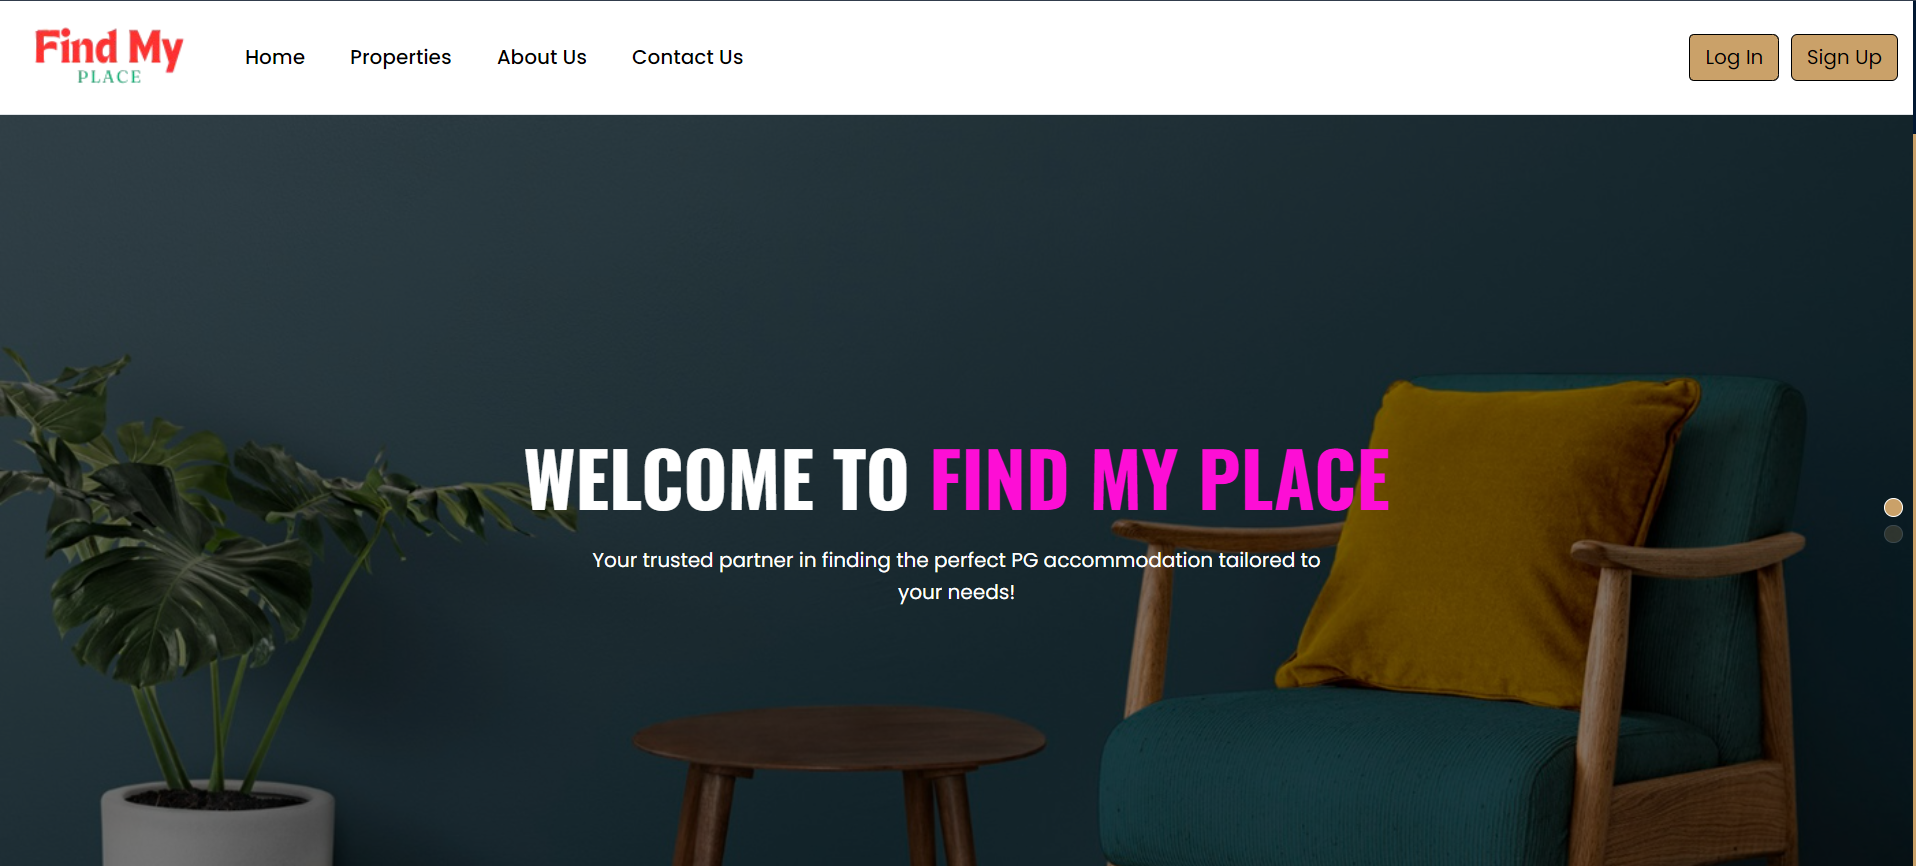 Find My
PLACE
Home
Properties
About Us
Contact Us
Log In
Sign Up
WELCOME TO FIND MY PLACE
Your trusted partner in finding the perfect PG accommodation tailored to
your needs!